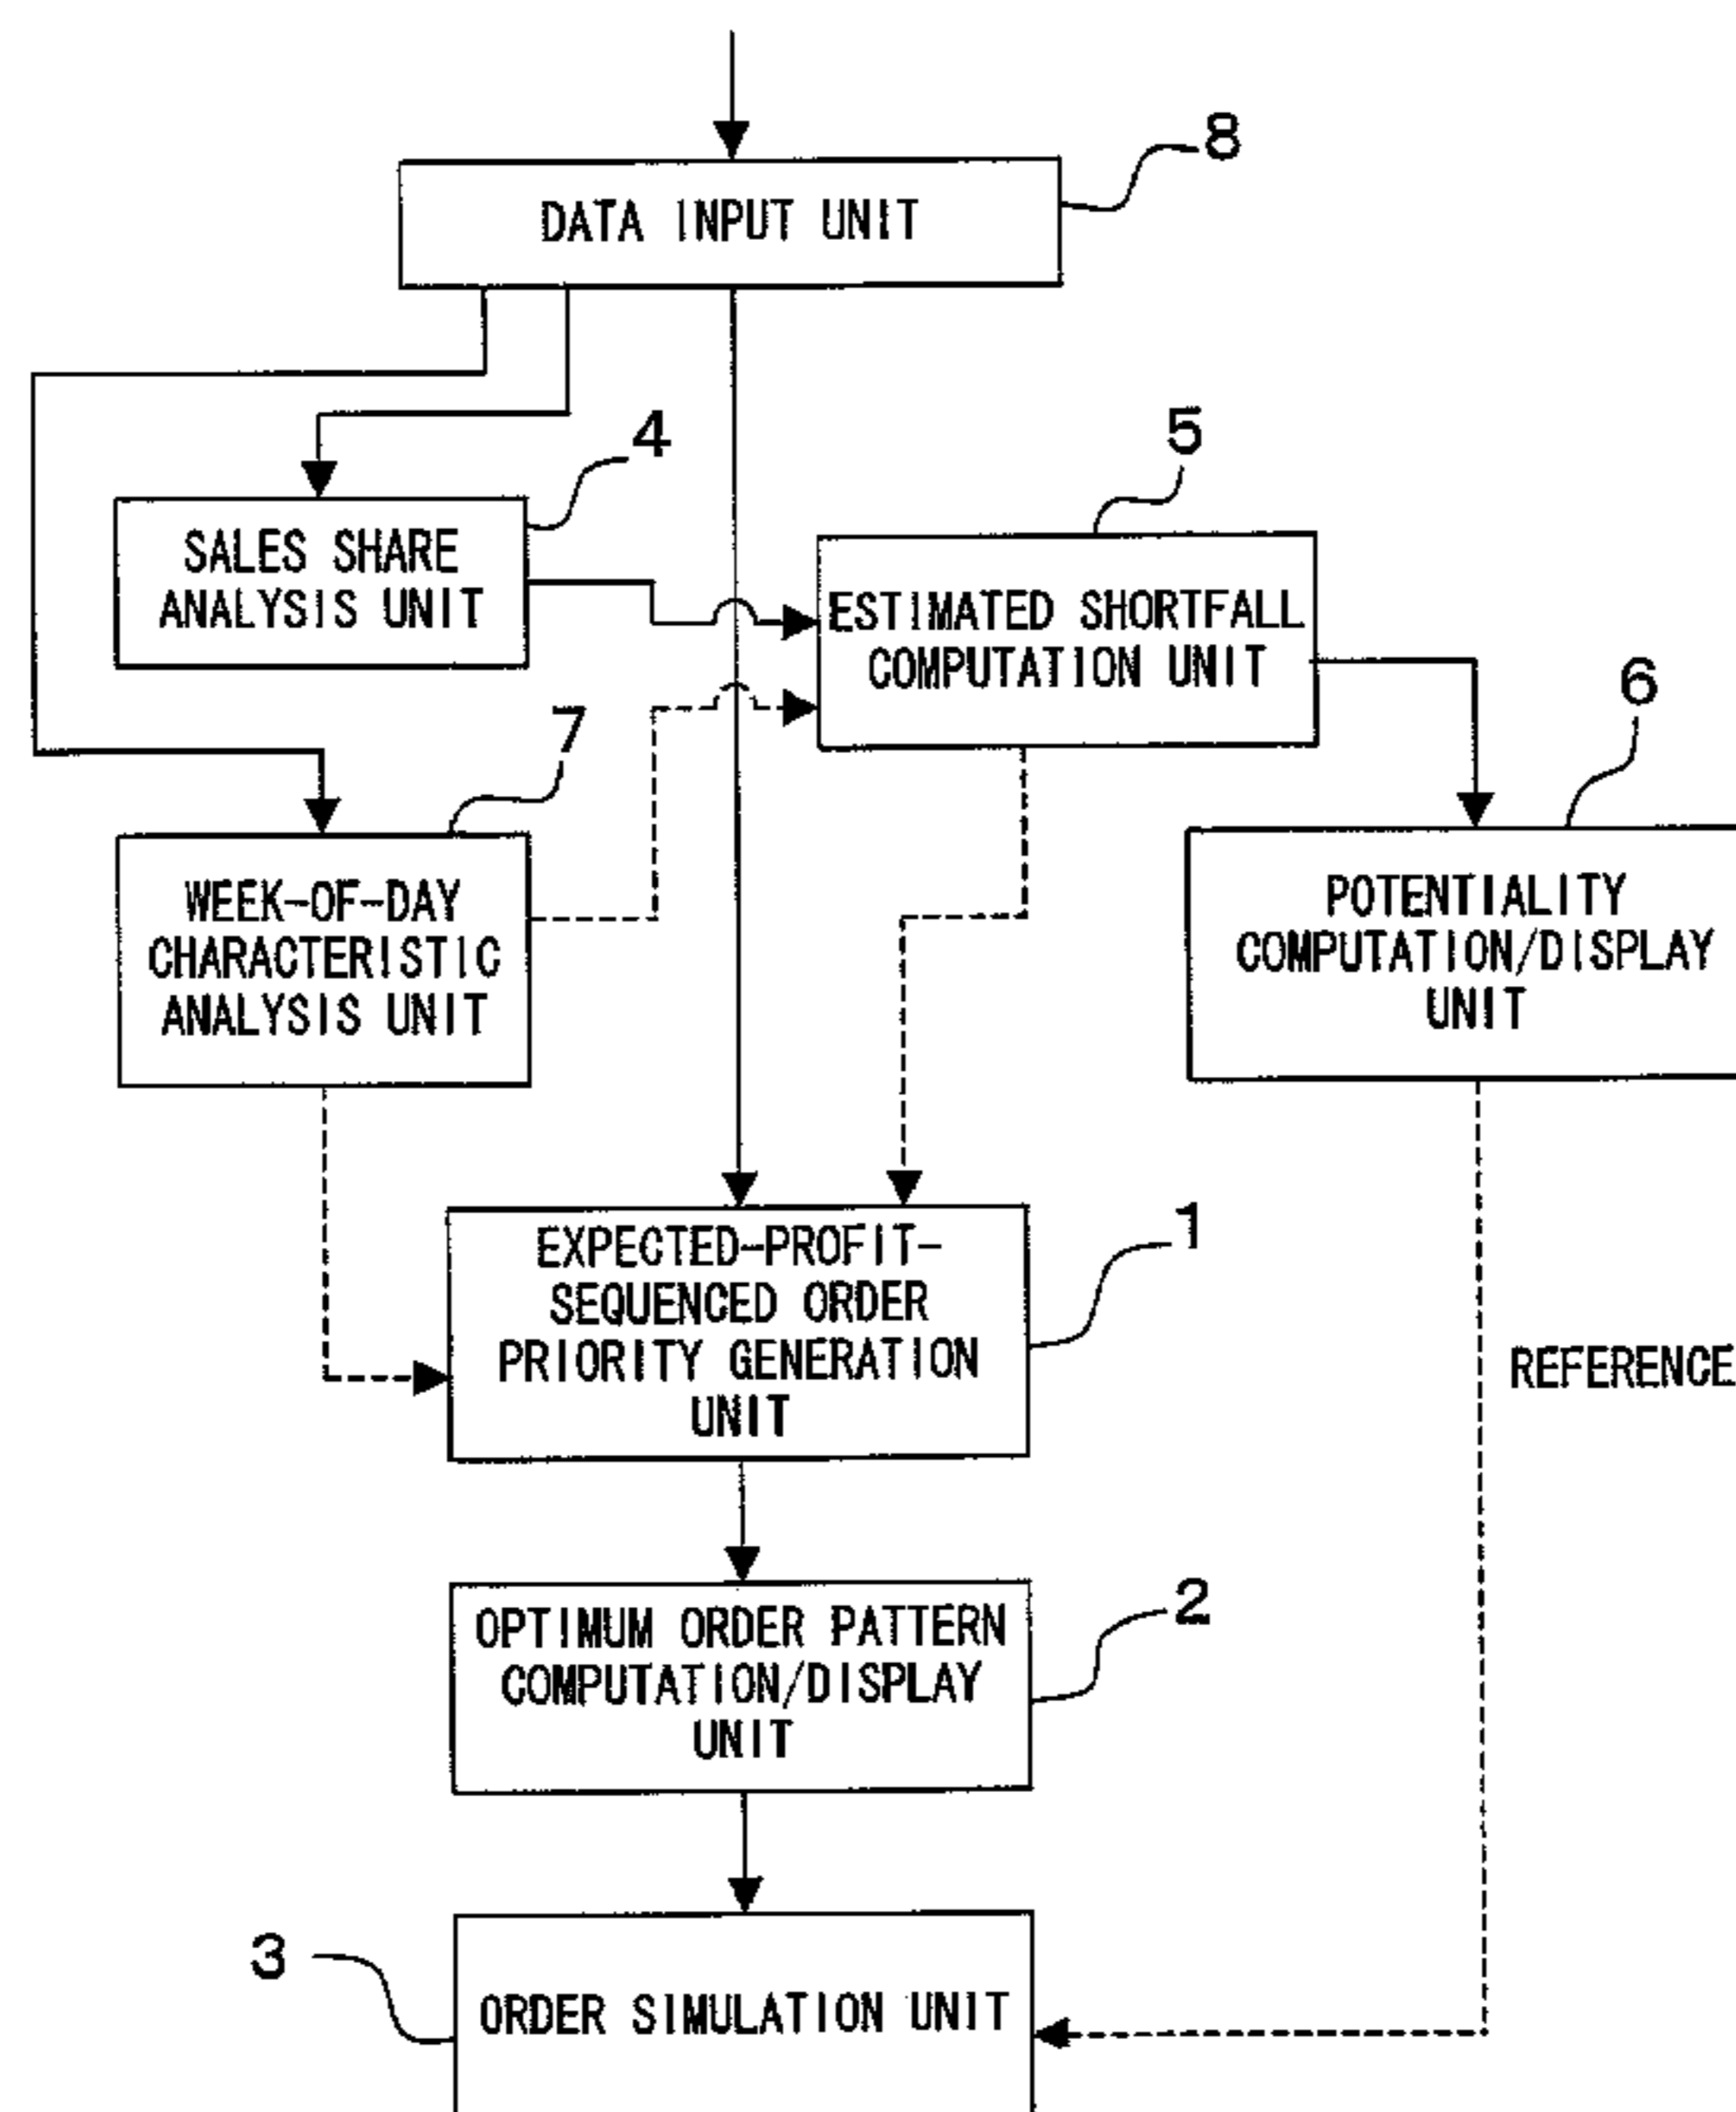 8
DATA INPUT UNIT
4
SALES SHARE
ANALYSIS UNIT
5
ESTIMATED SHORTFALL
COMPUTATION UNIT
6
7
WEEK-OF-DAY
CHARACTERISTIC
ANALYSIS UNIT
POTENTIALITY
COMPUTATION/DISPLAY
UNIT
1
EXPECTED-PROFIT-
SEQUENCED ORDER
PRIORITY GENERATION
UNIT
REFERENCE
2
OPTIMUM ORDER PATTERN
COMPUTATION/DISPLAY
UNIT
3
ORDER SIMULATION UNIT